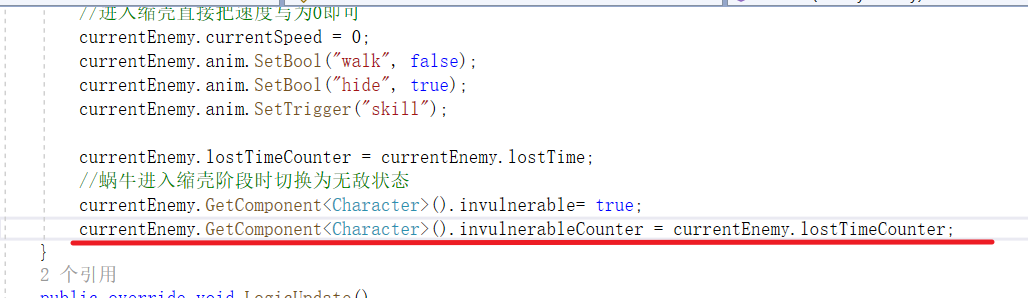 //进入缩壳直接把速度与为0即可
currentEnemy.currentSpeed = 0;
currentEnemy.anim.SetBool("walk", false);
currentEnemy.anim.SetBool("hide", true);
currentEnemy.anim.SetTrigger("skill");
currentEnemy.lostTimeCounter = currentEnemy.lostTime;
//蜗牛进入缩壳阶段时切换为无敌状态
currentEnemy.GetComponent<Character>().invulnerable= true;
currentEnemy.GetComponent<Character>().invulnerableCounter = currentEnemy.lostTimeCounter;
}
2 个引用
public override void LogicUpdate()